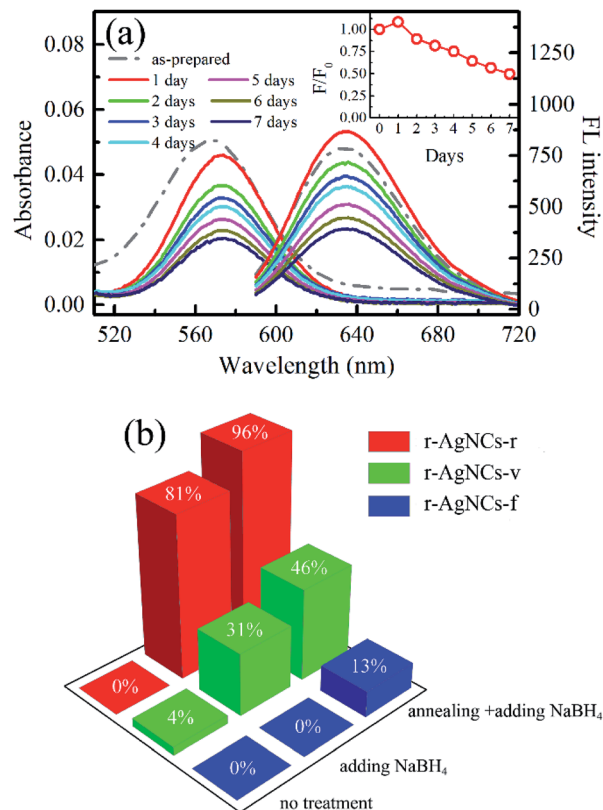 (a)
0.08
0.06
0.04
0.02
0.00
Absorbance
as-prepared
1 day
2 days
3 days
4 days
5 days
6 days
7 days
1.00
0.75
0.50
0.25
0.00
F/F0
0 1 2 3 4 5 6 7
Days
1250
1000
750
500
250
0
FL intensity
520 560 600 640 680 720
Wavelength (nm)
(b)
r-AgNCs-r
r-AgNCs-v
r-AgNCs-f
96%
81%
46%
31%
13%
0%
4%
0%
0%
annealing +adding NaBH4
adding NaBH4
no treatment